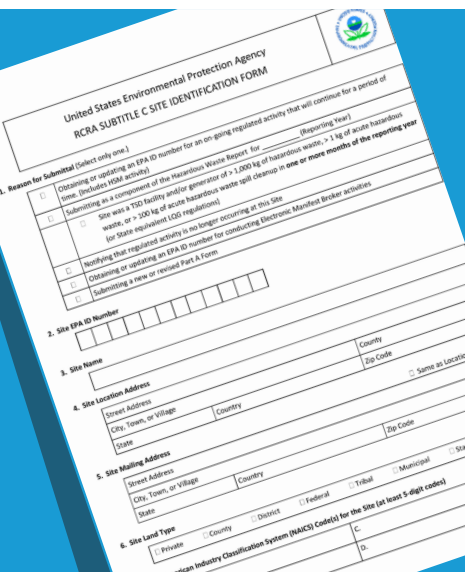 United States Environmental Protection Agency
RCRA SUBTITLE C SITE IDENTIFICATION FORM
1. Reason for Submittal (Select only one.)
Obtaining or updating an EPA ID number for an on-going regulated activity that will continue for a period of
time. (Includes HSM activity)
Submitting as a component of the Hazardous Waste Report for __________ (Reporting Year)
Site was a TSD facility and/or generator of > 1,000 kg of hazardous waste, > 1 kg of acute hazardous
waste, or > 100 kg of acute hazardous waste spill cleanup in one or more months of the reporting year
(or State equivalent LQG regulations)
Notifying that regulated activity is no longer occurring at this Site
Obtaining or updating an EPA ID number for conducting Electronic Manifest Broker activities
Submitting a new or revised Part A Form
2. Site EPA ID Number
3. Site Name
4. Site Location Address
Street Address
City, Town, or Village County
State Country Zip Code
5. Site Mailing Address Same as Locatio
Street Address
City, Town, or Village
State Country Zip Code
6. Site Land Type
Private County District Federal Tribal Municipal Sta
rican Industry Classification System (NAICS) Code(s) for the Site (at least 5-digit codes)
C.
D.